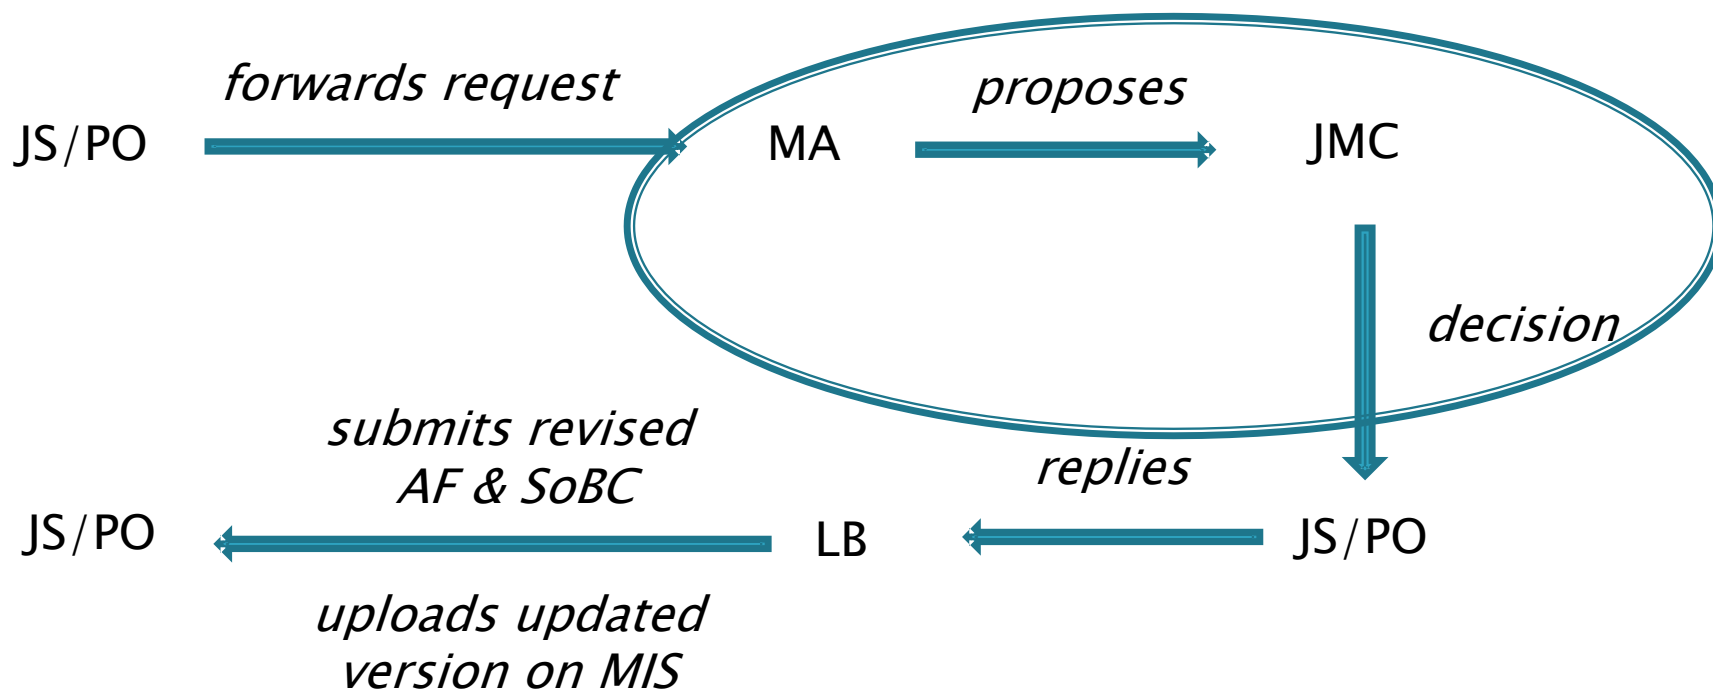 forwards request
proposes
JS/PO
MA
JMC
decision
submits revised
AF & SoBC
replies
JS/PO
LB
JS/PO
uploads updated
version on MIS